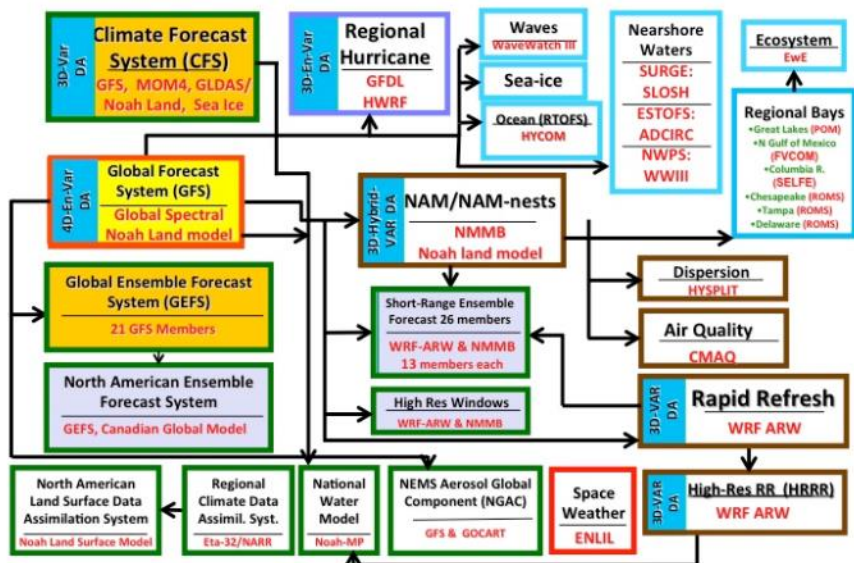 3D-Var
DA
Climate Forecast
System (CFS)
GFS, MOM4, GLDAS/
Noah Land, Sea Ice
3D-En-Var
DA
Regional
Hurricane
GFDL
HWRF
Waves
WaveWatch III
Sea-ice
Ocean (RTOFS)
HYCOM
Nearshore
Waters
SURGE:
SLOSH
ESTOFS:
ADCIRC
NWPS:
WWIII
Ecosystem
EwE
Regional Bays
•Great Lakes (POM)
•N Gulf of Mexico
(FVCOM)
•Columbia R.
(SELFE)
•Chesapeake (ROMS)
•Tampa (ROMS)
•Delaware (ROMS)
4D-En-Var
DA
Global Forecast
System (GFS)
Global Spectral
Noah Land model
3D-Hybrid-
VAR DA
NAM/NAM-nests
NMMB
Noah land model
Dispersion
HYSPLIT
Air Quality
CMAQ
Global Ensemble Forecast
System (GEFS)
21 GFS Members
Short-Range Ensemble
Forecast 26 members
WRF-ARW & NMMB
13 members each
North American Ensemble
Forecast System
GEFS, Canadian Global Model
High Res Windows
WRF-ARW & NMMB
3D-VAR
DA
Rapid Refresh
WRF ARW
North American
Land Surface Data
Assimilation System
Noah Land Surface Model
Regional
Climate Data
Assimil. Syst.
Eta-32/NARR
National
Water
Model
Noah-MP
NEMS Aerosol Global
Component (NGAC)
GFS & GOCART
Space
Weather
ENLIL
3D-VAR
DA
High-Res RR (HRRR)
WRF ARW